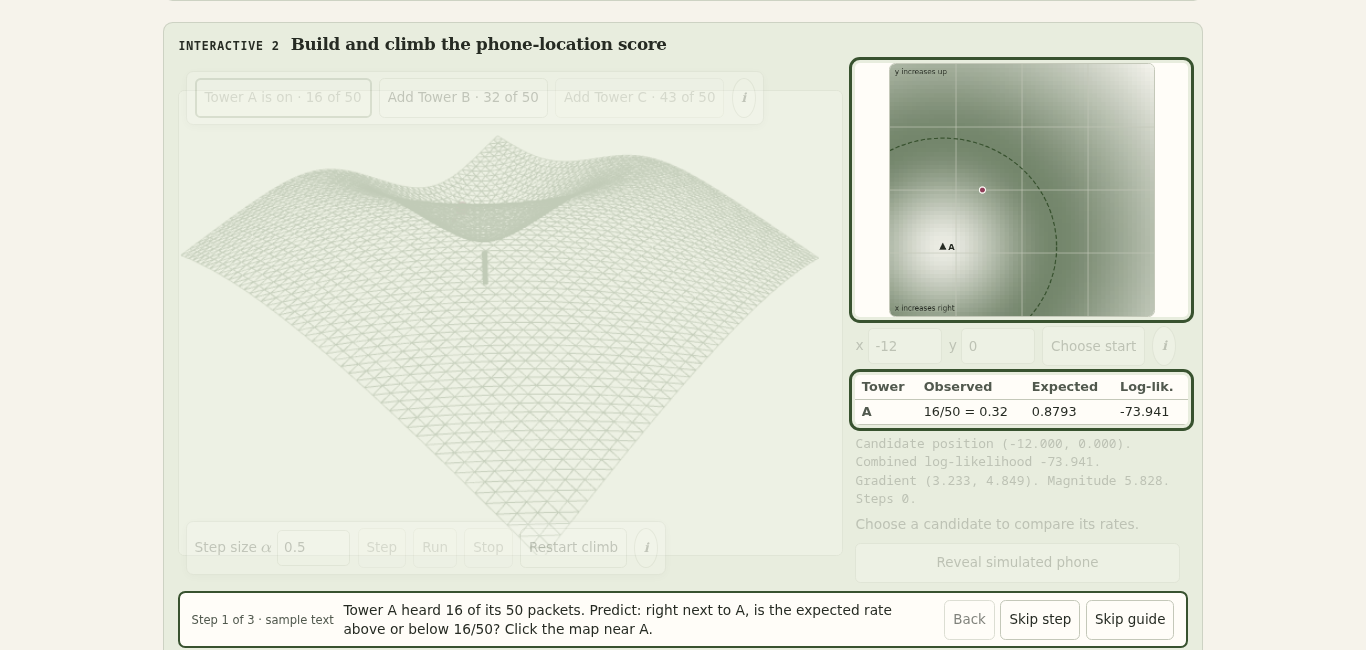 INTERACTIVE 2 Build and climb the phone-location score
Tower A is on · 16 of 50 Add Tower B · 32 of 50 Add Tower C · 43 of 50 i
y increases up
A
x increases right
x -12 y 0 Choose start i
Tower Observed Expected Log-lik.
A 16/50 = 0.32 0.8793 -73.941
Candidate position (-12.000, 0.000).
Combined log-likelihood -73.941.
Gradient (3.233, 4.849). Magnitude 5.828.
Steps 0.
Choose a candidate to compare its rates.
Step size α 0.5 Step Run Stop Restart climb i
Reveal simulated phone
Step 1 of 3 · sample text
Tower A heard 16 of its 50 packets. Predict: right next to A, is the expected rate
above or below 16/50? Click the map near A.
Back Skip step Skip guide